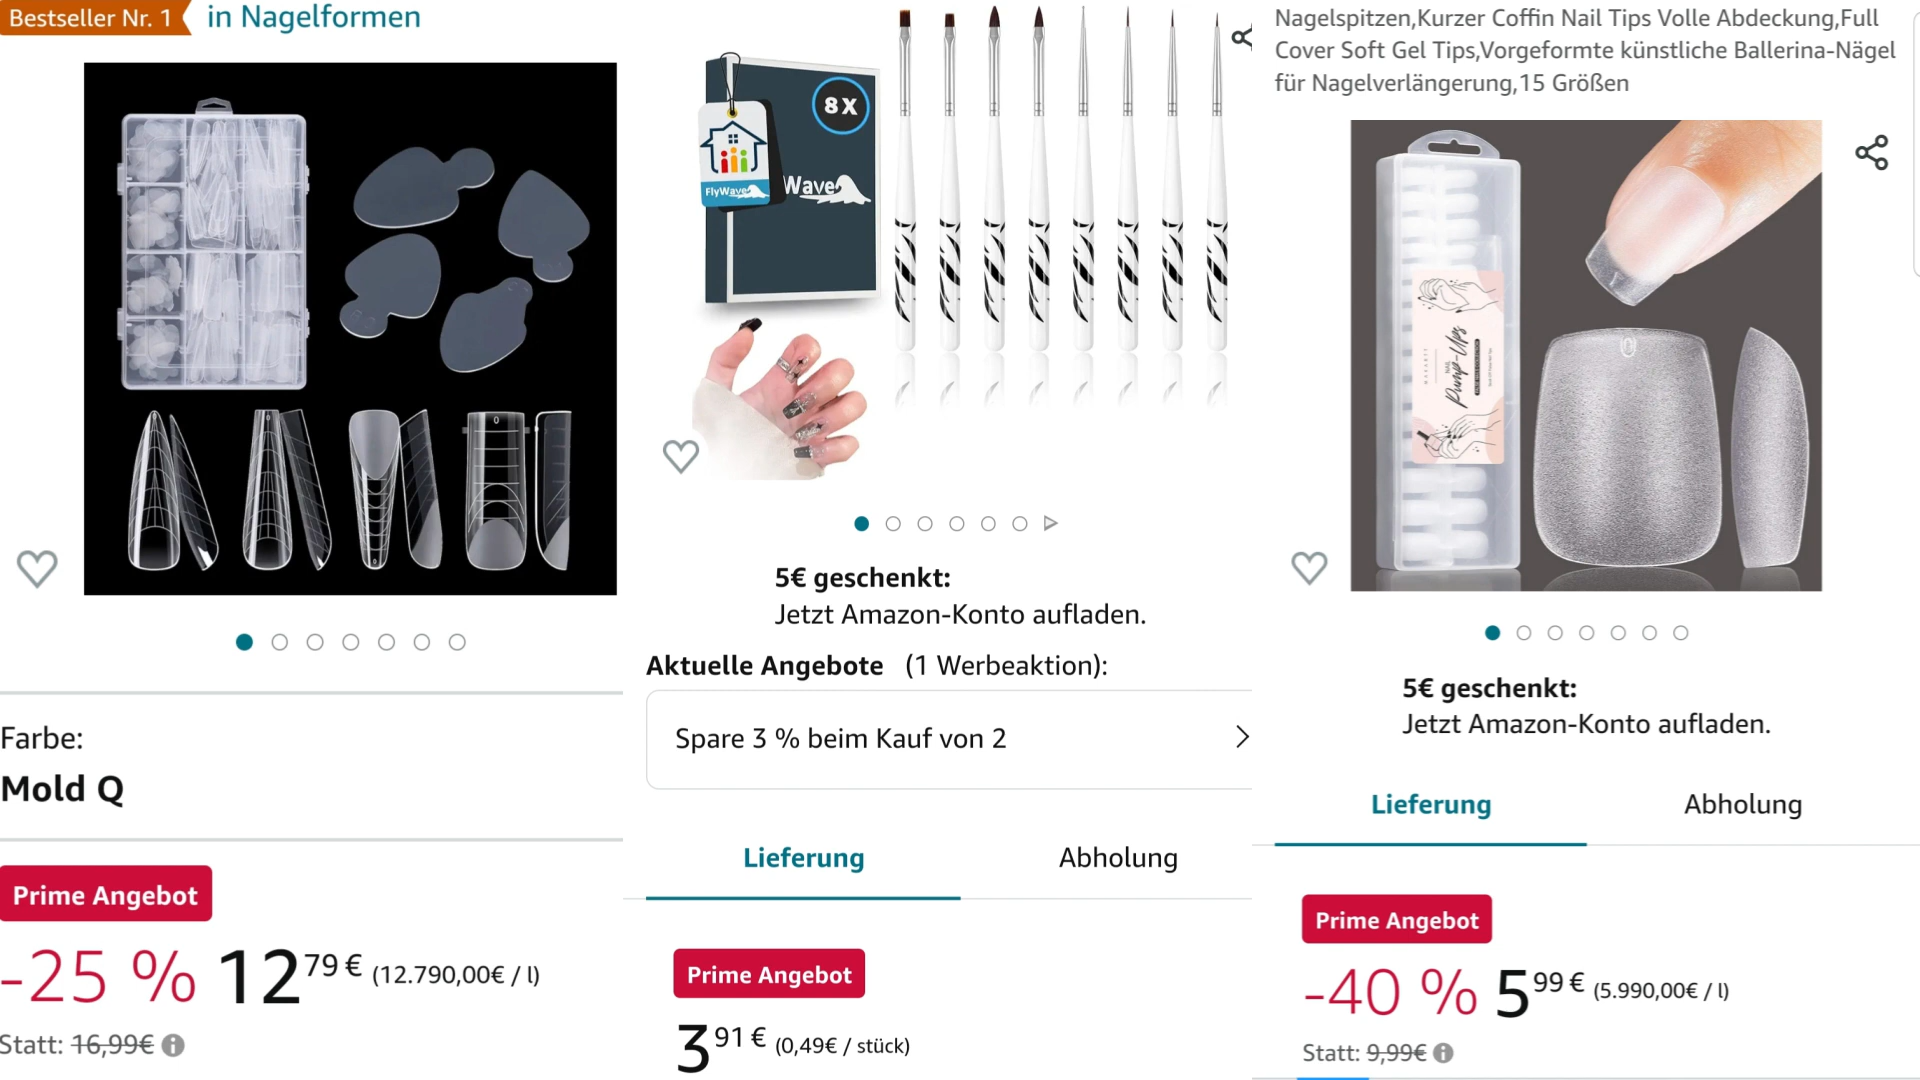 Bestseller Nr. 1 in Nagelformen
Farbe:
Mold Q
Prime Angebot
-25 % 12 79 € (12.790,00€ / l)
Statt: 16,99€
8 X
FlyWave
Wave
5€ geschenkt:
Jetzt Amazon-Konto aufladen.
Aktuelle Angebote (1 Werbeaktion):
Spare 3 % beim Kauf von 2
Lieferung Abholung
Prime Angebot
3 91 € (0,49€ / stück)
Nagelspitzen,Kurzer Coffin Nail Tips Volle Abdeckung,Full
Cover Soft Gel Tips,Vorgeformte künstliche Ballerina-Nägel
für Nagelverlängerung,15 Größen
NAIL
Pump-Ups
5€ geschenkt:
Jetzt Amazon-Konto aufladen.
Lieferung Abholung
Prime Angebot
-40 % 5 99 € (5.990,00€ / l)
Statt: 9,99€